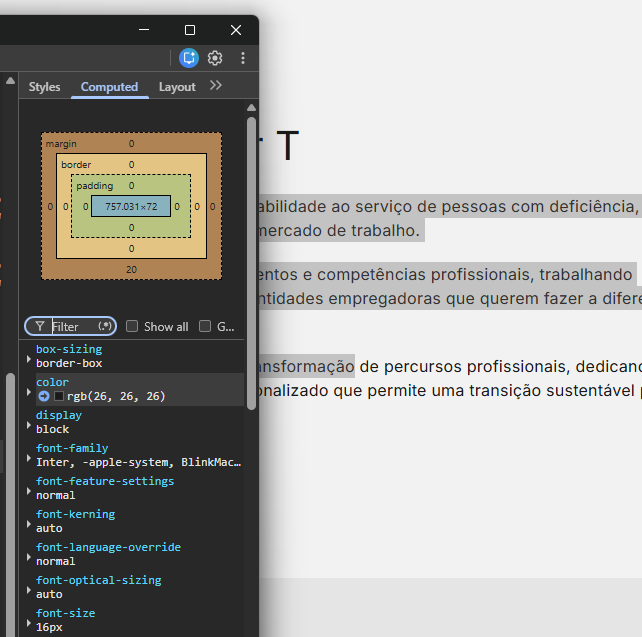 Styles Computed Layout
margin 0
border 0
padding 0
0 0 0 757.031×72 0 0 0
0
0
20
Filter (.*) Show all G...
box-sizing
border-box
color
rgb(26, 26, 26)
display
block
font-family
Inter, -apple-system, BlinkMac…
font-feature-settings
normal
font-kerning
auto
font-language-override
normal
font-optical-sizing
auto
font-size
16px
T
abilidade ao serviço de pessoas com deficiência,
mercado de trabalho.
entos e competências profissionais, trabalhando
ntidades empregadoras que querem fazer a difere
ansformação de percursos profissionais, dedicand
onalizado que permite uma transição sustentável